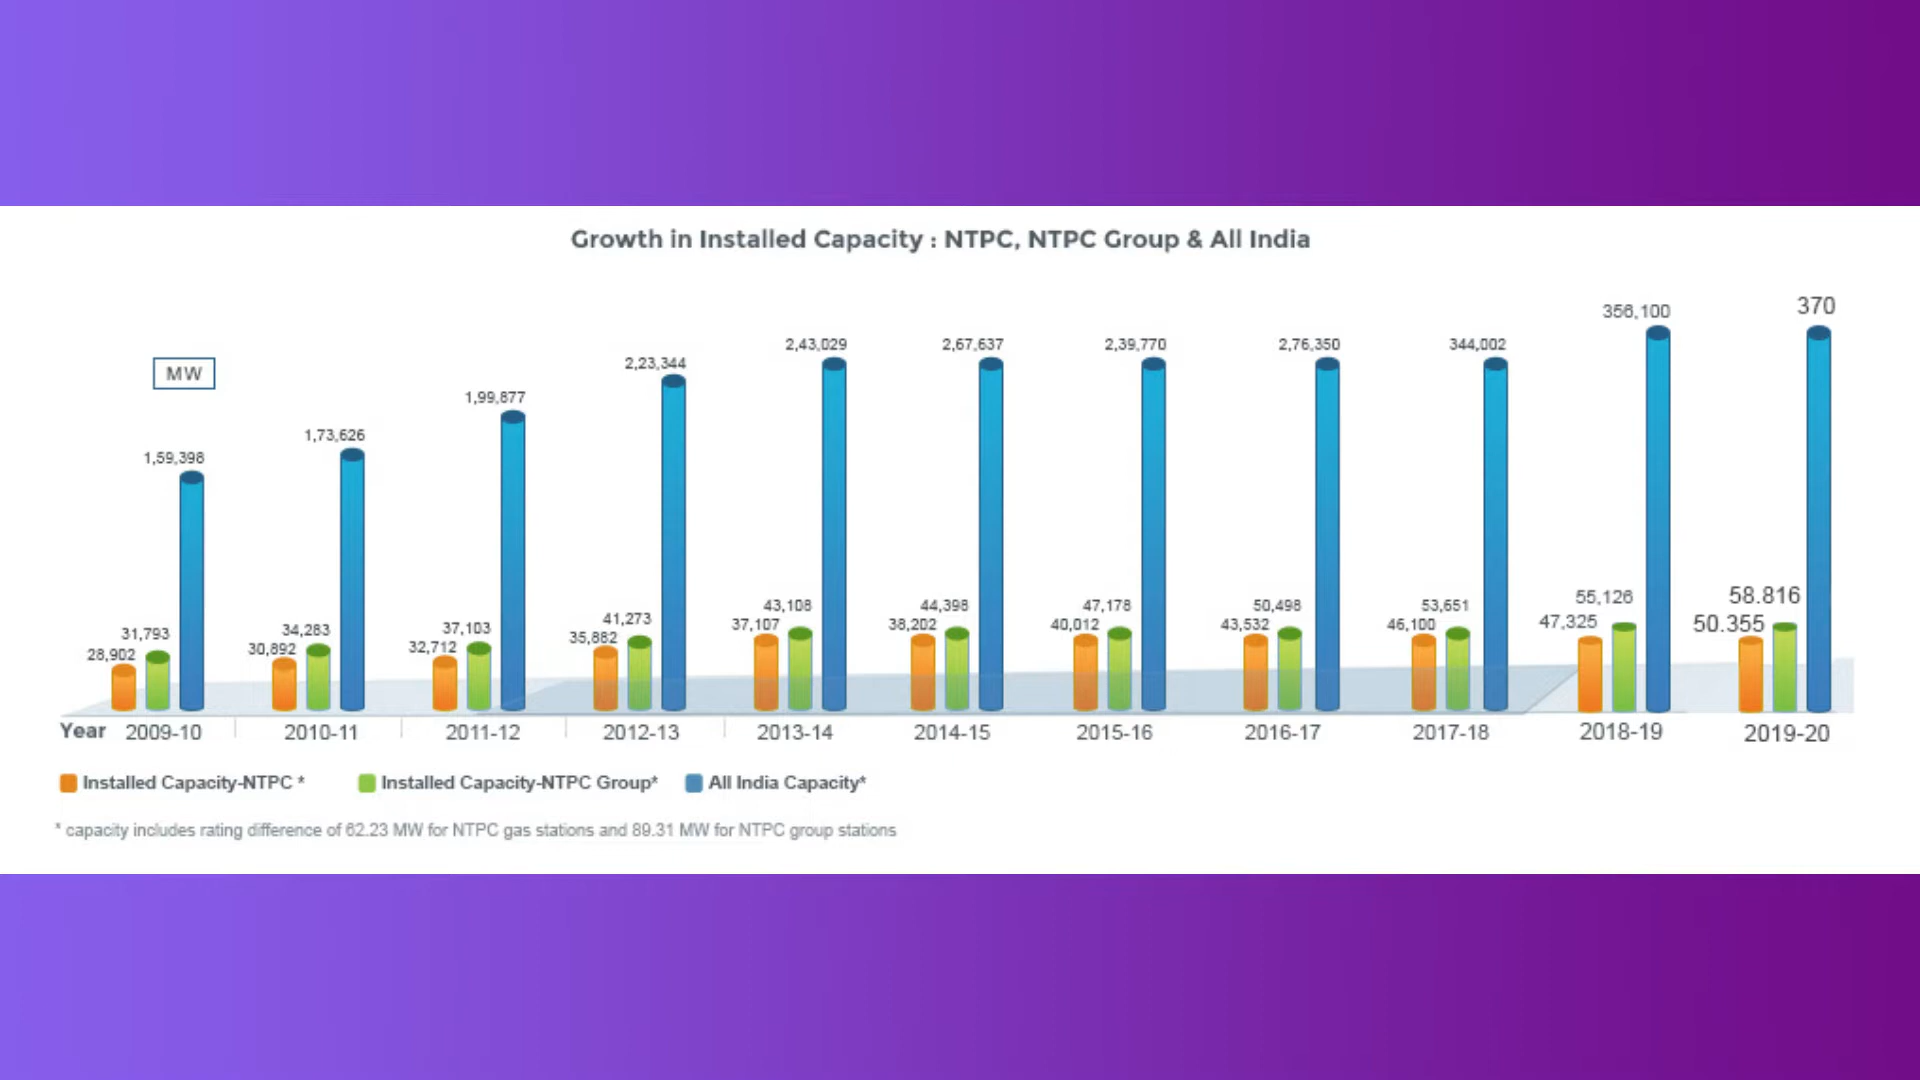 Growth in Installed Capacity : NTPC, NTPC Group & All India
MW
28,902 31,793 1,59,398
30,892 34,283 1,73,626
32,712 37,103 1,99,877
35,882 41,273 2,23,344
37,107 43,108 2,43,029
38,202 44,398 2,67,637
40,012 47,178 2,39,770
43,532 50,498 2,76,350
46,100 53,651 344,002
47,325 55,126 356,100
50.355 58.816 370
Year 2009-10 2010-11 2011-12 2012-13 2013-14 2014-15 2015-16 2016-17 2017-18 2018-19 2019-20
Installed Capacity-NTPC * Installed Capacity-NTPC Group* All India Capacity*
* capacity includes rating difference of 62.23 MW for NTPC gas stations and 89.31 MW for NTPC group stations